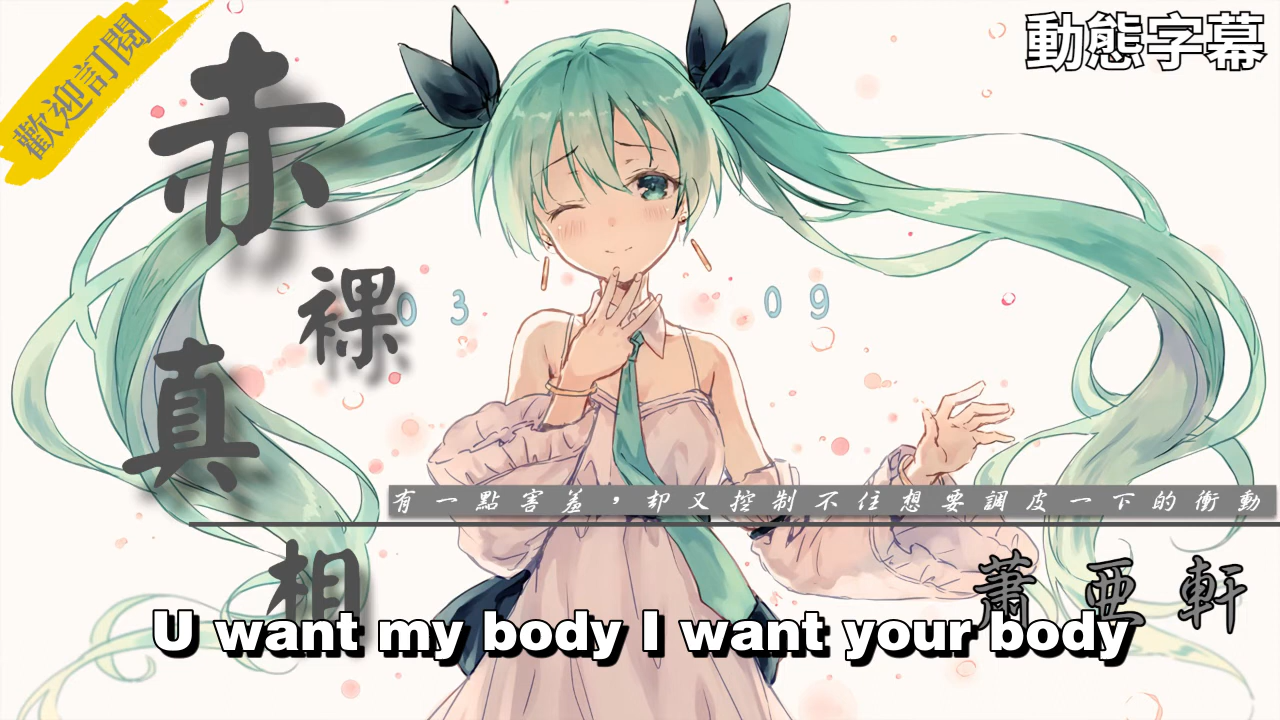 歡迎訂閱
動態字幕
赤裸真相
03 09
有一點害羞,却又控制不住想要調皮一下的衝動
蕭亞軒
U want my body I want your body